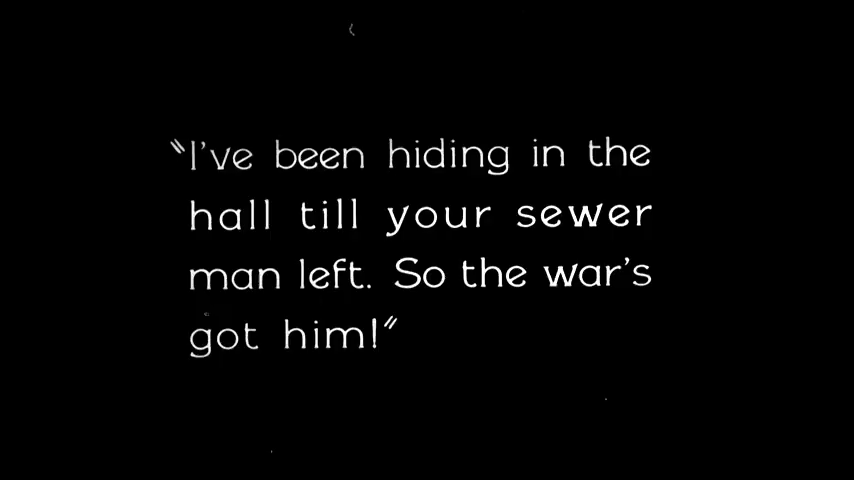 "I've been hiding in the
hall till your sewer
man left. So the war's
got him!"